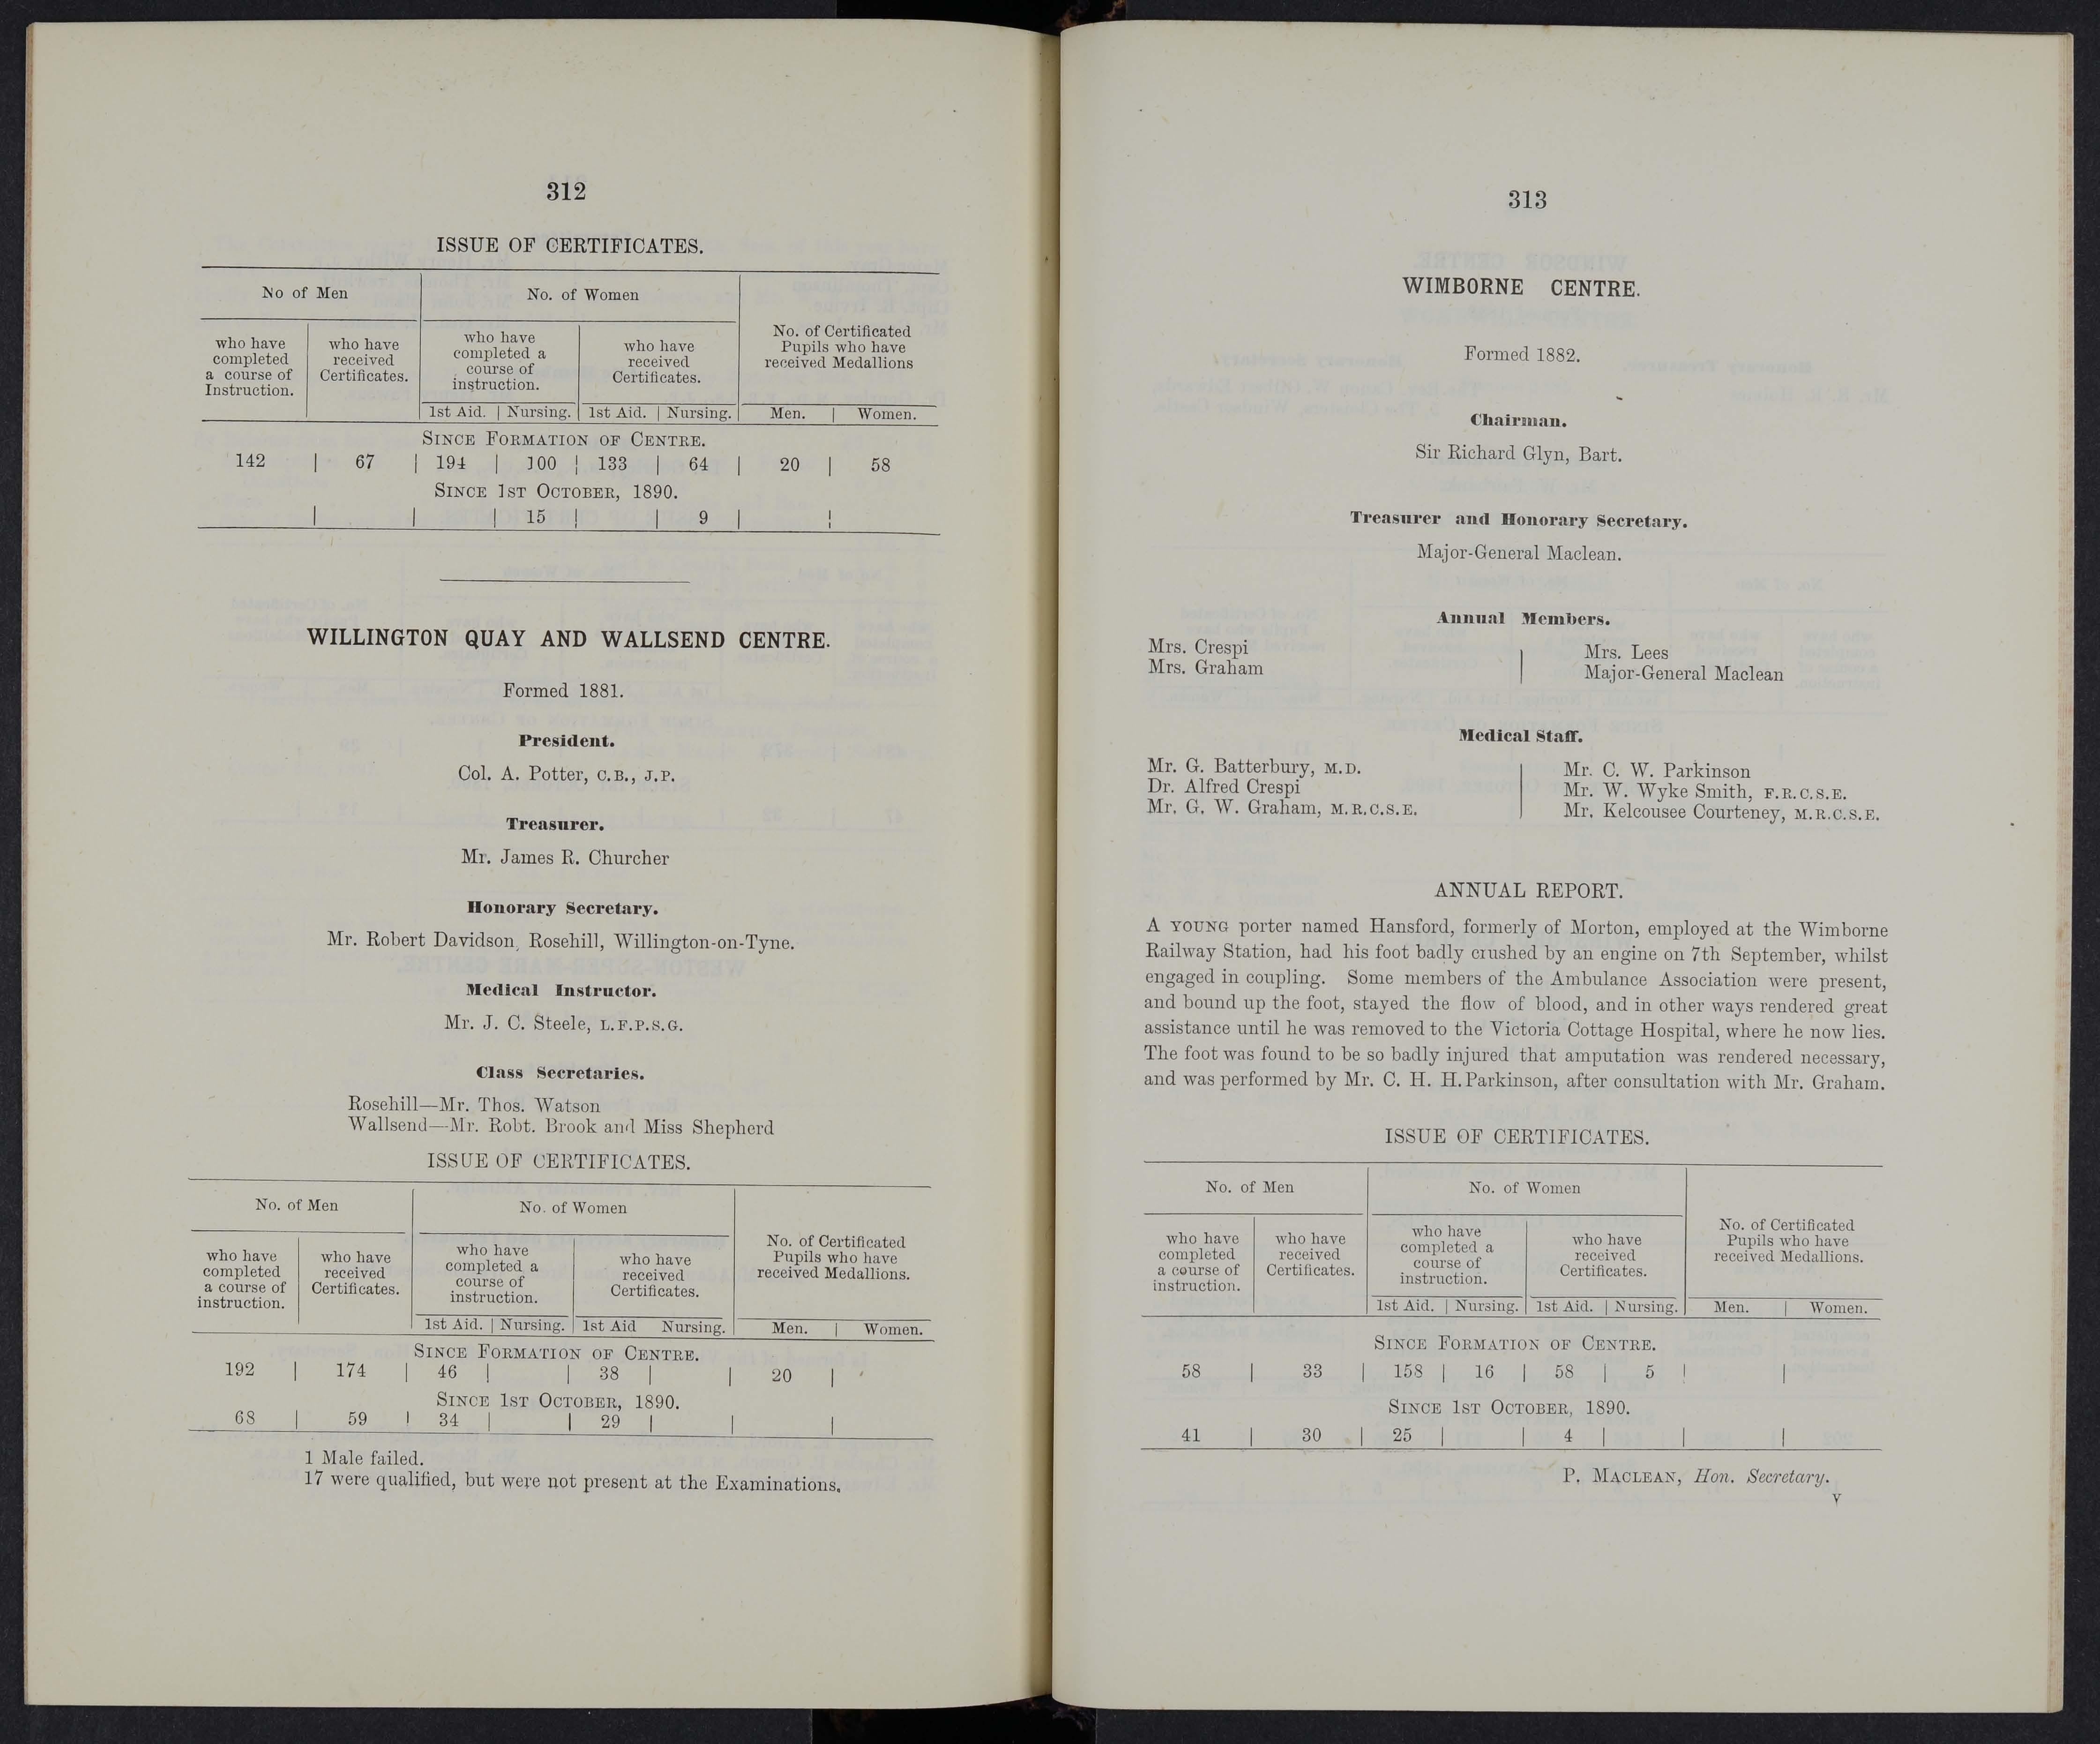 312
ISSUE OF CERTIFICATES.
No of Men
No. of Women
No. of Certificated
Pupils who have
received Medallions
who have
completed
a course of
Instruction.
who have
received
Certificates.
who have
completed a
course of
instruction.
who have
received
Certificates.
1st Aid. | Nursing. | 1st Aid. | Nursing. | Men. | Women.
SINCE FORMATION OF CENTRE.
142 | 67 | 194 | 100 | 133 | 64 | 20 | 58
SINCE 1ST OCTOBER, 1890.
15 | | 9
WILLINGTON QUAY AND WALLSEND CENTRE.
Formed 1881.
President.
Col. A. Potter, C.B., J.P.
Treasurer.
Mr. James R. Churcher
Honorary Secretary.
Mr. Robert Davidson, Rosehill, Willington-on-Tyne.
Medical Instructor.
Mr. J. C. Steele, L.F.P.S.G.
Class Secretaries.
Rosehill—Mr. Thos. Watson
Wallsend—Mr. Robt. Brook and Miss Shepherd
ISSUE OF CERTIFICATES.
No. of Men
No. of Women
No. of Certificated
Pupils who have
received Medallions.
who have
completed
a course of
instruction.
who have
received
Certificates.
who have
completed a
course of
instruction.
who have
received
Certificates.
1st Aid. | Nursing. | 1st Aid Nursing. | Men. | Women.
SINCE FORMATION OF CENTRE.
192 | 174 | 46 | | 38 | | 20 |
SINCE 1ST OCTOBER, 1890.
68 | 59 | 34 | | 29 | | |
1 Male failed.
17 were qualified, but were not present at the Examinations.
313
WIMBORNE CENTRE.
Formed 1882.
Chairman.
Sir Richard Glyn, Bart.
Treasurer and Honorary Secretary.
Major-General Maclean.
Annual Members.
Mrs. Crespi
Mrs. Graham
Mrs. Lees
Major-General Maclean
Medical Staff.
Mr. G. Batterbury, M.D.
Dr. Alfred Crespi
Mr. G. W. Graham, M.R.C.S.E.
Mr. C. W. Parkinson
Mr. W. Wyke Smith, F.R.C.S.E.
Mr. Kelcousee Courteney, M.R.C.S.E.
ANNUAL REPORT.
A YOUNG porter named Hansford, formerly of Morton, employed at the Wimborne
Railway Station, had his foot badly crushed by an engine on 7th September, whilst
engaged in coupling. Some members of the Ambulance Association were present,
and bound up the foot, stayed the flow of blood, and in other ways rendered great
assistance until he was removed to the Victoria Cottage Hospital, where he now lies.
The foot was found to be so badly injured that amputation was rendered necessary,
and was performed by Mr. C. H. H. Parkinson, after consultation with Mr. Graham.
ISSUE OF CERTIFICATES.
No. of Men
No. of Women
No. of Certificated
Pupils who have
received Medallions.
who have
completed
a course of
instruction.
who have
received
Certificates.
who have
completed a
course of
instruction.
who have
received
Certificates.
1st Aid. | Nursing. | 1st Aid. | Nursing. | Men. | Women.
SINCE FORMATION OF CENTRE.
58 | 33 | 158 | 16 | 58 | 5 | |
SINCE 1ST OCTOBER, 1890.
41 | 30 | 25 | | 4 | | |
P. MACLEAN, Hon. Secretary.
Y